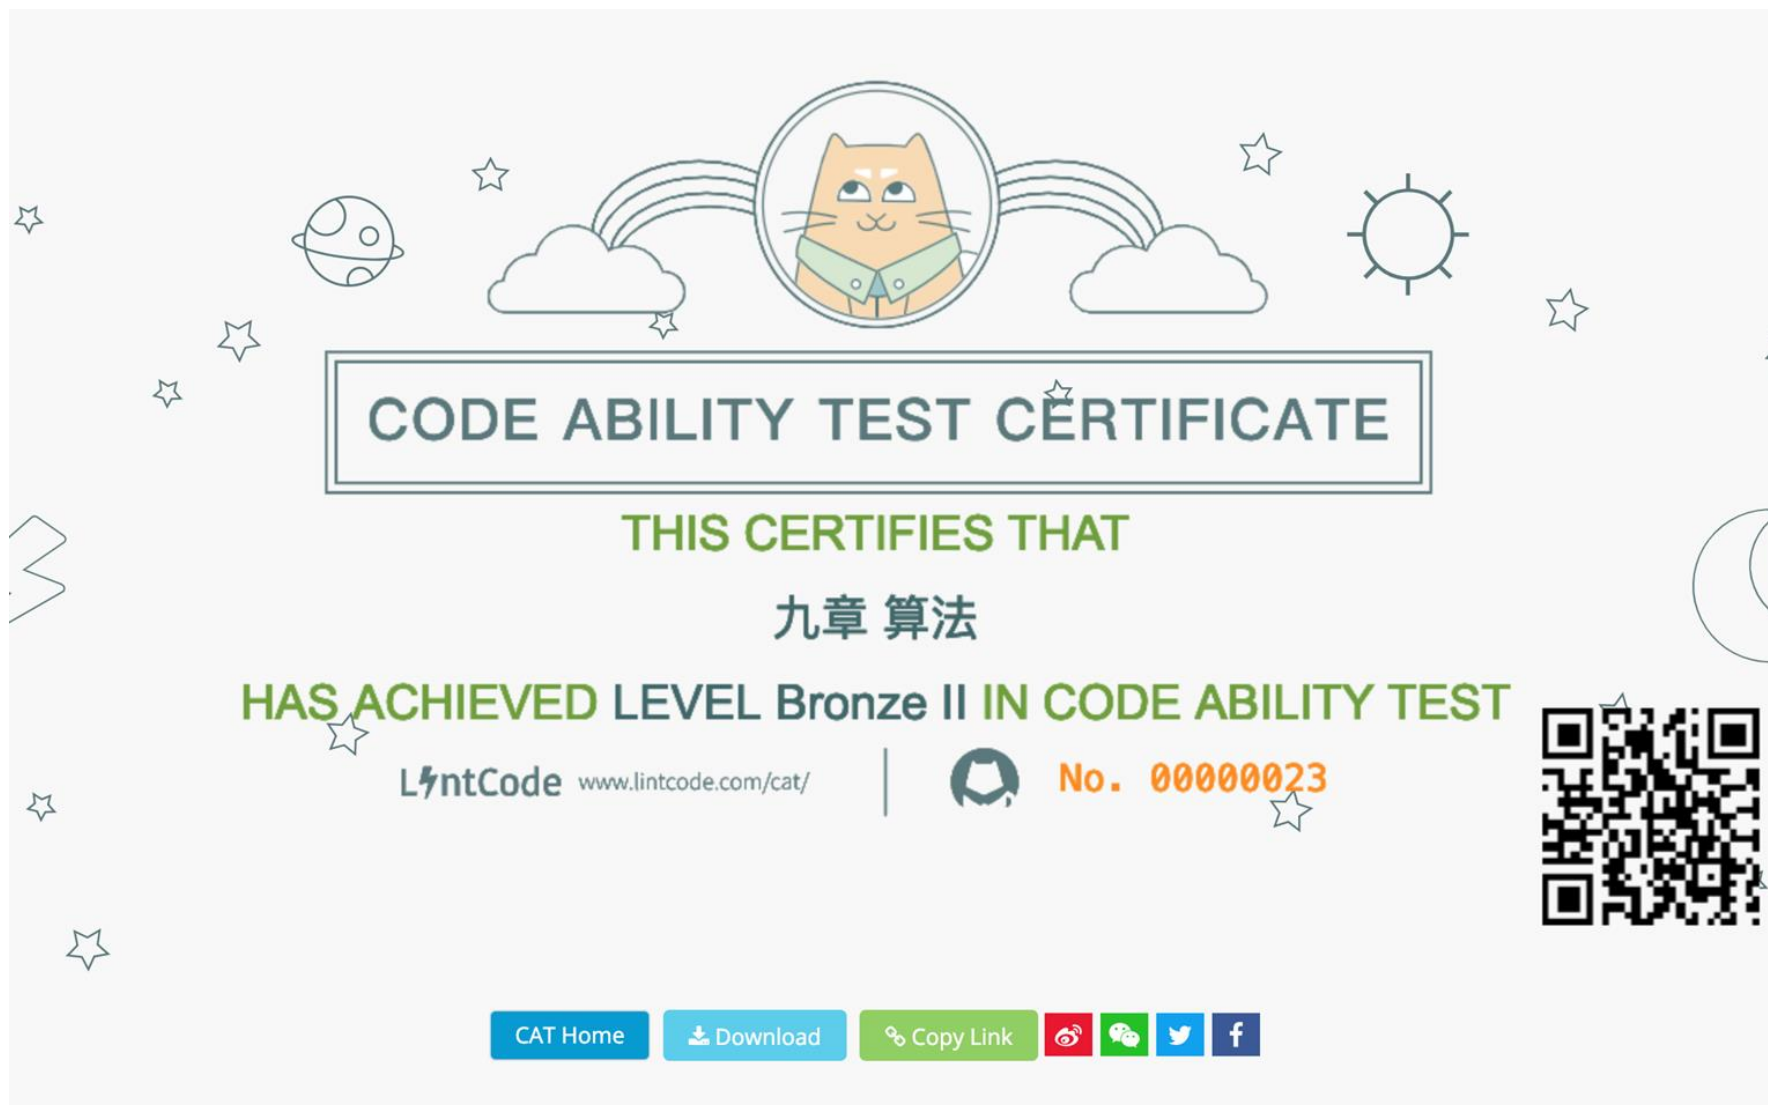 CODE ABILITY TEST CERTIFICATE
THIS CERTIFIES THAT
九章 算法
HAS ACHIEVED LEVEL Bronze II IN CODE ABILITY TEST
LintCode www.lintcode.com/cat/ No. 00000023
CAT Home Download Copy Link